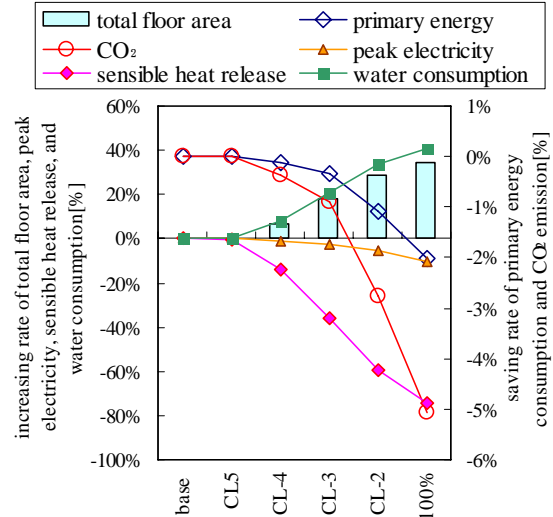 total floor area
primary energy
CO₂
peak electricity
sensible heat release
water consumption
increasing rate of total floor area, peak
electricity, sensible heat release, and
water consumption[%]
60%
40%
20%
0%
-20%
-40%
-60%
-80%
-100%
1%
0%
-1%
-2%
-3%
-4%
-5%
-6%
saving rate of primary energy
consumption and CO₂ emission[%]
base
CL5
CL-4
CL-3
CL-2
100%